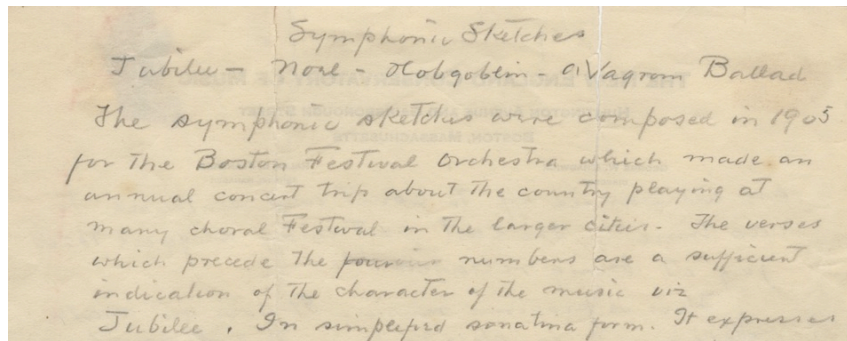 Symphonic Sketches
Jubilee - Noel - Hobgoblin - A Vagrom Ballad
The symphonic sketches were composed in 1905
for the Boston Festival Orchestra which made an
annual concert trip about the country playing at
many choral Festival in the larger cities. The verses
which precede the four numbers are a sufficient
indication of the character of the music viz
Jubilee. In simplified sonatina form. It expresses